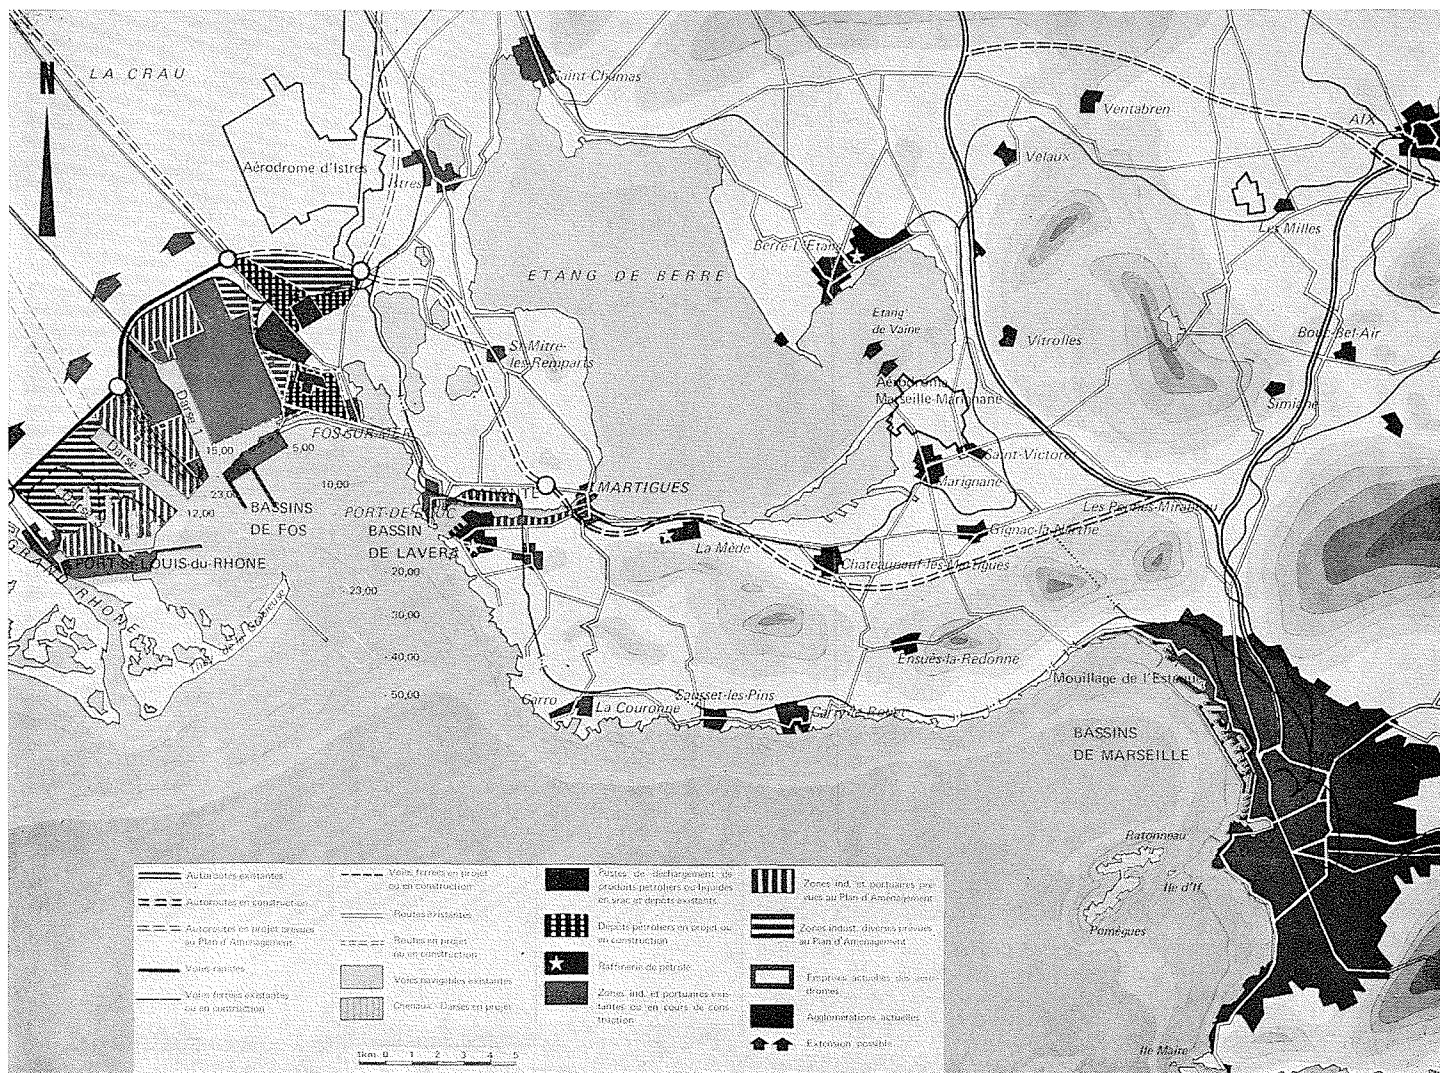 N
LA CRAU
Saint-Chamas
Ventabren
AIX
Aérodrome d'Istres
Istres
Velaux
Les Milles
Berre-L'Etang
ETANG DE BERRE
Etang
de Vaine
Vitrolles
Bouc-Bel-Air
St-Mitre-
les-Remparts
Aérodrome
Marseille-Marignane
Simiane
Darse 1
FOS-SUR-MER
15,00
5,00
Darse 2
Saint-Victoret
Marignane
10,00
23,00
12,00
BASSINS
DE FOS
MARTIGUES
PORT-DE-BOUC
BASSIN
DE LAVERA
Les Pennes-Mirabeau
Gignac-la-Nerthe
La Mède
Chateauneuf-les-Martigues
PORT-ST-LOUIS-du-RHONE
GRAND RHONE
20,00
23,00
30,00
40,00
50,00
Ensuès-la-Redonne
Mouillage de l'Estaque
Carro
La Couronne
Sausset-les-Pins
Carry-le-Rouet
BASSINS
DE MARSEILLE
Ratonneau
Ile d'If
Pomègues
Ile Maire
Autoroutes existantes
Autoroutes en construction
Autoroutes en projet prévues
au Plan d'Aménagement
Voies rapides
Voies ferrées existantes
ou en contruction
Voies ferrées en projet
ou en construction
Routes existantes
Routes en projet
ou en construction
Voies navigables existantes
Chenaux - Darses en projet
1km 0 1 2 3 4 5
Postes de déchargement de
produits pétroliers ou liquides
en vrac et dépôts existants
Dépôts pétroliers en projet ou
en construction
Raffinerie de pétrole
Zones ind. et portuaires exis-
tantes ou en cours de cons-
truction
Zones ind. et portuaires pré-
vues au Plan d'Aménagement
Zones indust. diverses prévues
au Plan d'Aménagement
Emprises actuelles des aéro-
dromes
Agglomérations actuelles
Extension possible